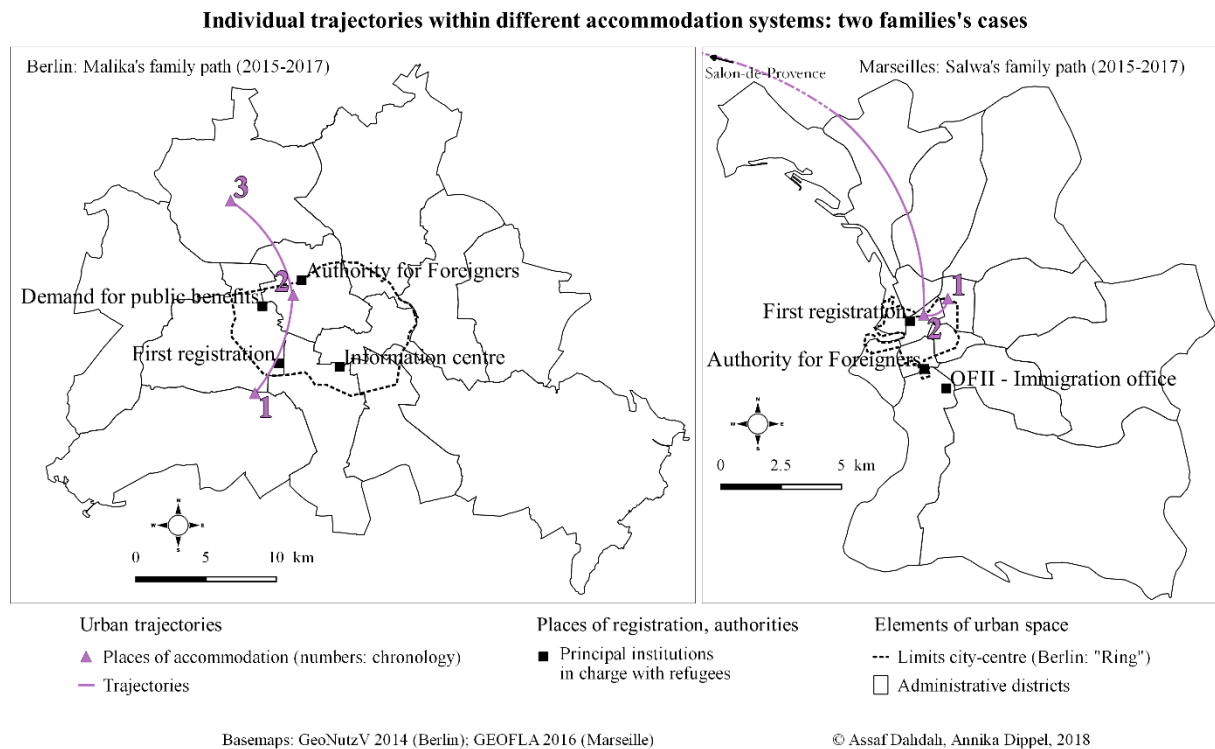 Individual trajectories within different accommodation systems: two families's cases
Berlin: Malika's family path (2015-2017)
3
2
Authority for Foreigners
Demand for public benefits
First registration
Information centre
1
N
W
E
S
0 5 10 km
Salon-de-Provence
Marseilles: Salwa's family path (2015-2017)
1
First registration
2
Authority for Foreigners
OFII - Immigration office
N
W
E
S
0 2.5 5 km
Urban trajectories
Places of accommodation (numbers: chronology)
Trajectories
Places of registration, authorities
Principal institutions
in charge with refugees
Elements of urban space
Limits city-centre (Berlin: "Ring")
Administrative districts
Basemaps: GeoNutzV 2014 (Berlin); GEOFLA 2016 (Marseille)
© Assaf Dahdah, Annika Dippel, 2018